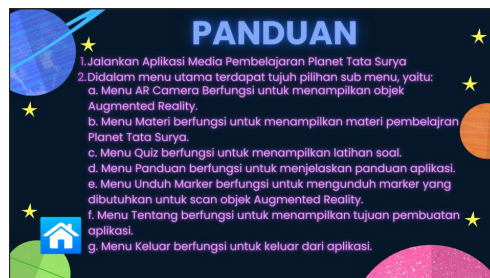 PANDUAN
1.Jalankan Aplikasi Media Pembelajaran Planet Tata Surya
2.Didalam menu utama terdapat tujuh pilihan sub menu, yaitu:
a. Menu AR Camera Berfungsi untuk menampilkan objek
Augmented Reality.
b. Menu Materi berfungsi untuk menampilkan materi pembelajran
Planet Tata Surya.
c. Menu Quiz berfungsi untuk menampilkan latihan soal.
d. Menu Panduan berfungsi untuk menjelaskan panduan aplikasi.
e. Menu Unduh Marker berfungsi untuk mengunduh marker yang
dibutuhkan untuk scan objek Augmented Reality.
f. Menu Tentang berfungsi untuk menampilkan tujuan pembuatan
aplikasi.
g. Menu Keluar berfungsi untuk keluar dari aplikasi.